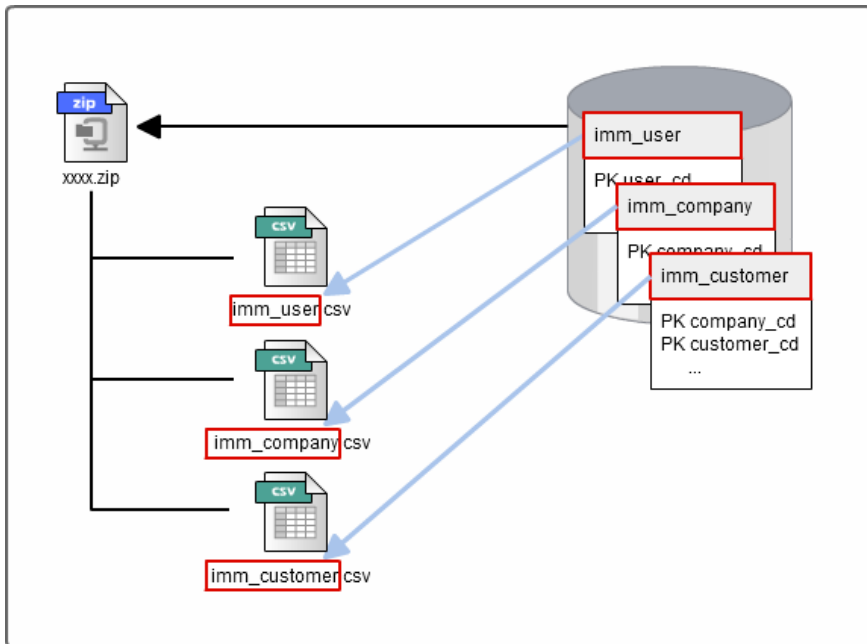 zip
xxxx.zip
CSV
imm_user.csv
CSV
imm_company.csv
CSV
imm_customer.csv
imm_user
PK user_cd
imm_company
PK company_cd
imm_customer
PK company_cd
PK customer_cd
...